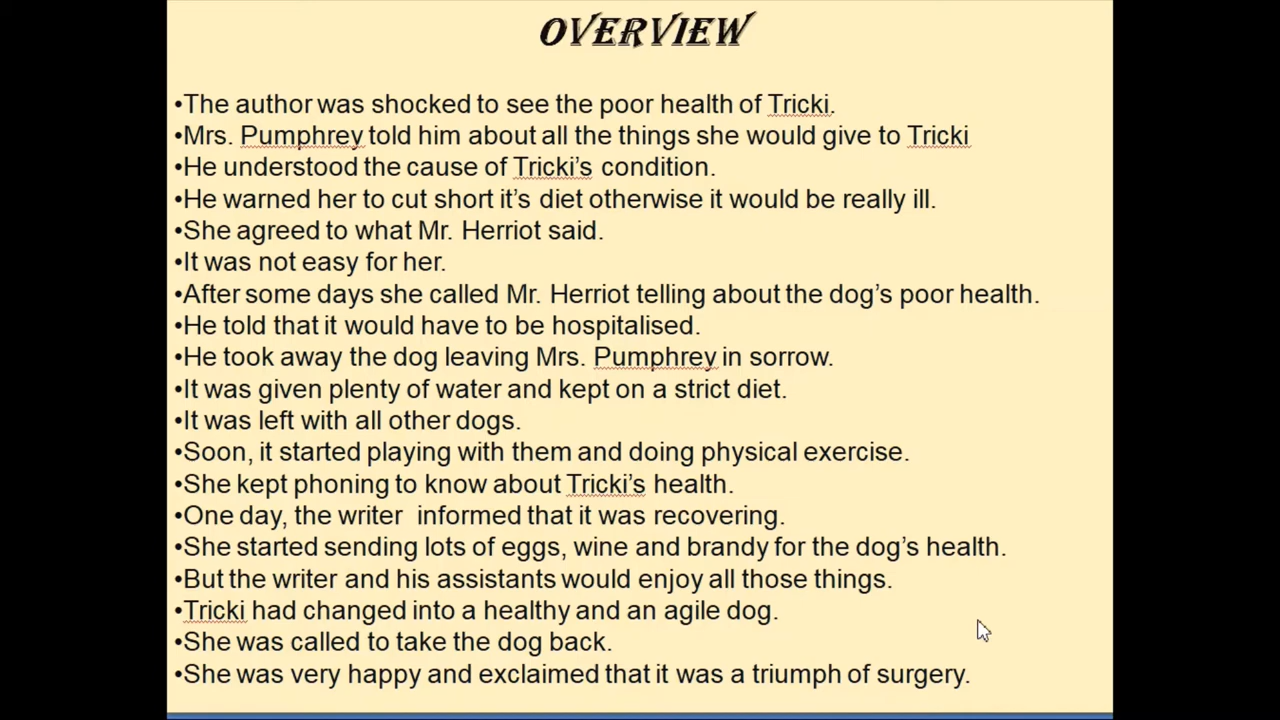 OVERVIEW
•The author was shocked to see the poor health of Tricki.
•Mrs. Pumphrey told him about all the things she would give to Tricki
•He understood the cause of Tricki’s condition.
•He warned her to cut short it’s diet otherwise it would be really ill.
•She agreed to what Mr. Herriot said.
•It was not easy for her.
•After some days she called Mr. Herriot telling about the dog’s poor health.
•He told that it would have to be hospitalised.
•He took away the dog leaving Mrs. Pumphrey in sorrow.
•It was given plenty of water and kept on a strict diet.
•It was left with all other dogs.
•Soon, it started playing with them and doing physical exercise.
•She kept phoning to know about Tricki’s health.
•One day, the writer  informed that it was recovering.
•She started sending lots of eggs, wine and brandy for the dog’s health.
•But the writer and his assistants would enjoy all those things.
•Tricki had changed into a healthy and an agile dog.
•She was called to take the dog back.
•She was very happy and exclaimed that it was a triumph of surgery.